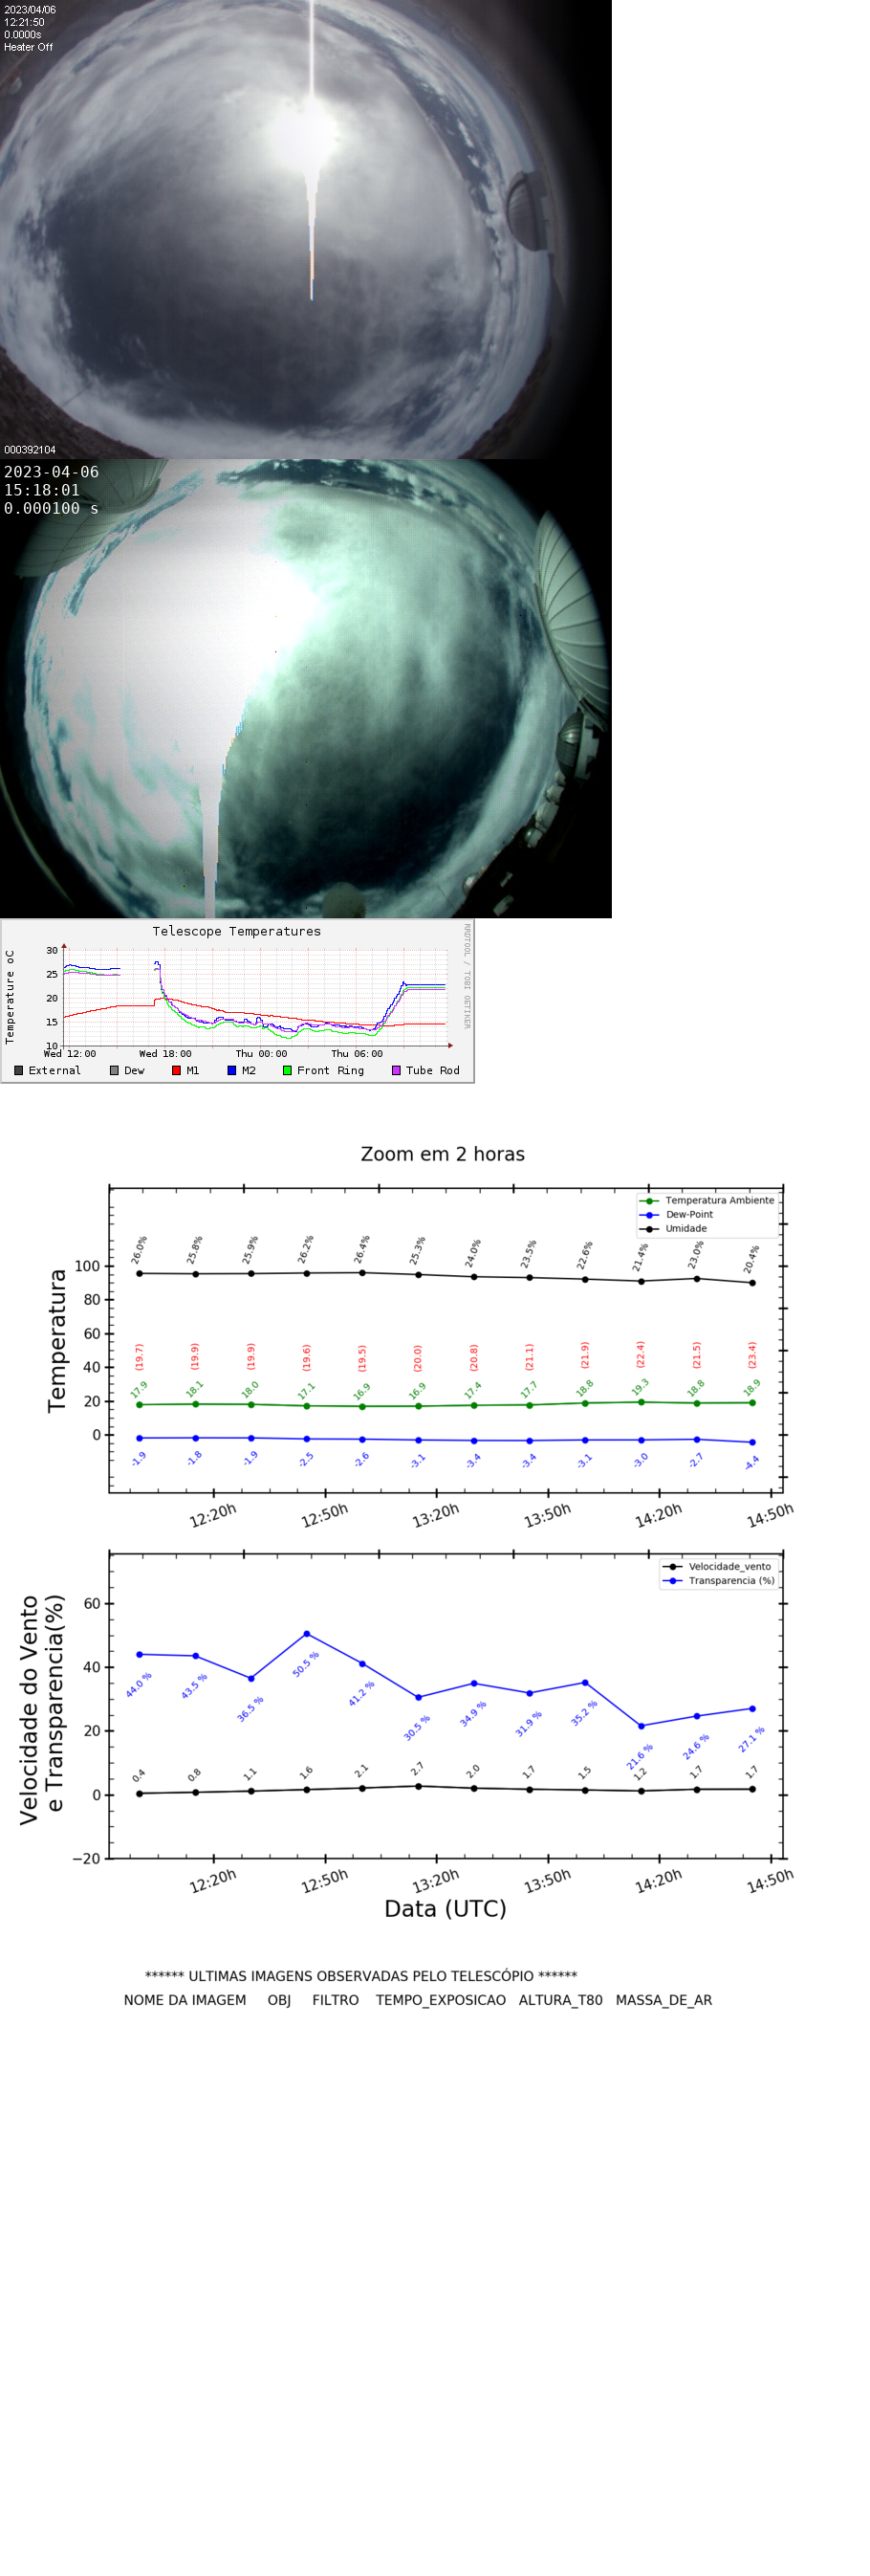 2023/04/06
12:21:50
0.0000s
Heater Off
000392104
2023-04-06
15:18:01
0.000100 s
Telescope Temperatures
RRDTOOL / TOBI OETIKER
Temperature oC
30
25
20
15
10
Wed 12:00 Wed 18:00 Thu 00:00 Thu 06:00
External Dew M1 M2 Front Ring Tube Rod
Zoom em 2 horas
Temperatura Ambiente
Dew-Point
Umidade
Temperatura
100
80
60
40
20
0
26.0% 25.8% 25.9% 26.2% 26.4% 25.3% 24.0% 23.5% 22.6% 21.4% 23.0% 20.4%
(19.7) (19.9) (19.9) (19.6) (19.5) (20.0) (20.8) (21.1) (21.9) (22.4) (21.5) (23.4)
17.9 18.1 18.0 17.1 16.9 16.9 17.4 17.7 18.8 19.3 18.8 18.9
-1.9 -1.8 -1.9 -2.5 -2.6 -3.1 -3.4 -3.4 -3.1 -3.0 -2.7 -4.4
12:20h 12:50h 13:20h 13:50h 14:20h 14:50h
Velocidade_vento
Transparencia (%)
Velocidade do Vento
e Transparencia(%)
60
40
20
0
−20
44.0 % 43.5 % 36.5 % 50.5 % 41.2 % 30.5 % 34.9 % 31.9 % 35.2 % 21.6 % 24.6 % 27.1 %
0.4 0.8 1.1 1.6 2.1 2.7 2.0 1.7 1.5 1.2 1.7 1.7
12:20h 12:50h 13:20h 13:50h 14:20h 14:50h
Data (UTC)
****** ULTIMAS IMAGENS OBSERVADAS PELO TELESCÓPIO ******
NOME DA IMAGEM OBJ FILTRO TEMPO_EXPOSICAO ALTURA_T80 MASSA_DE_AR